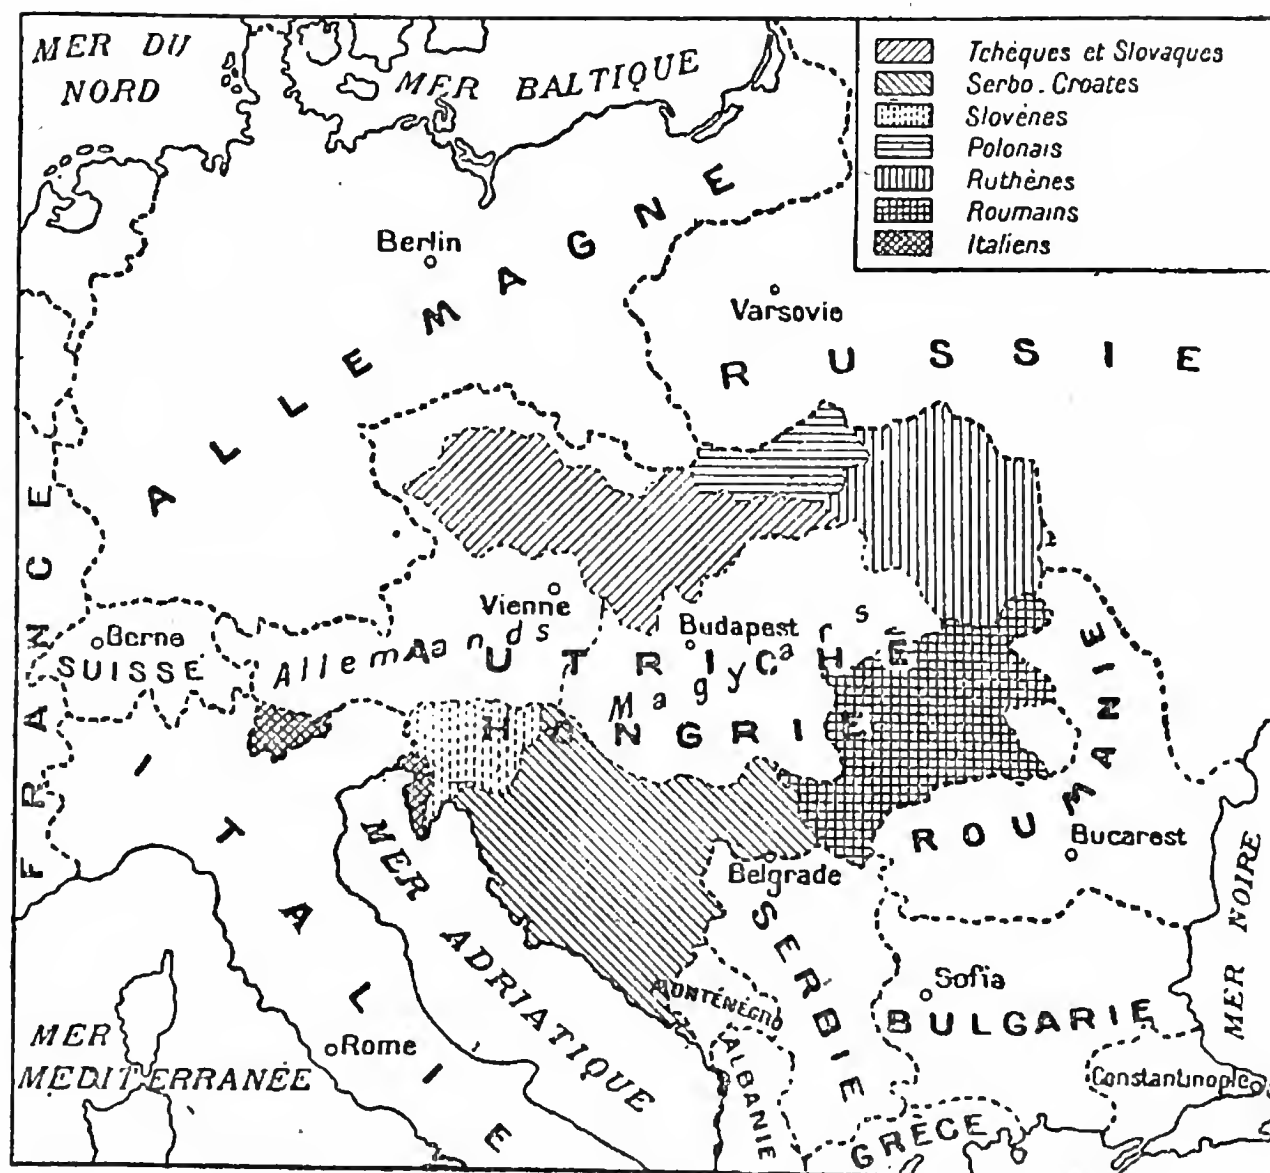 MER DU
NORD
MER BALTIQUE
Tchèques et Slovaques
Serbo-Croates
Slovènes
Polonais
Ruthènes
Roumains
Italiens
Berlin
ALLEMAGNE
Varsovie
RUSSIE
FRANCE
Berne
SUISSE
Vienne
Allemands
Budapest
Magyars
AUTRICHE
HONGRIE
ROUMANIE
Bucarest
ITALIE
MER ADRIATIQUE
Belgrade
SERBIE
MONTÉNÉGRO
ALBANIE
Sofia
BULGARIE
MER NOIRE
Constantinople
GRÈCE
Rome
MER
MÉDITERRANÉE